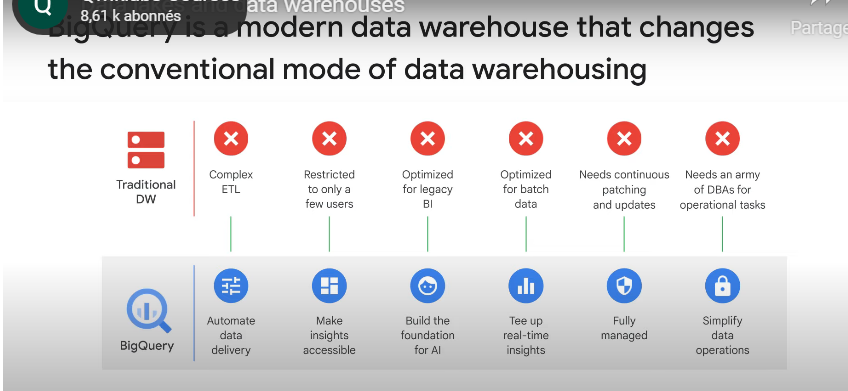 and data warehouses
8,61 k abonnés
Partage
BigQuery is a modern data warehouse that changes
the conventional mode of data warehousing
Traditional
DW
Complex
ETL
Restricted
to only a
few users
Optimized
for legacy
BI
Optimized
for batch
data
Needs continuous
patching
and updates
Needs an army
of DBAs for
operational tasks
BigQuery
Automate
data
delivery
Make
insights
accessible
Build the
foundation
for AI
Tee up
real-time
insights
Fully
managed
Simplify
data
operations